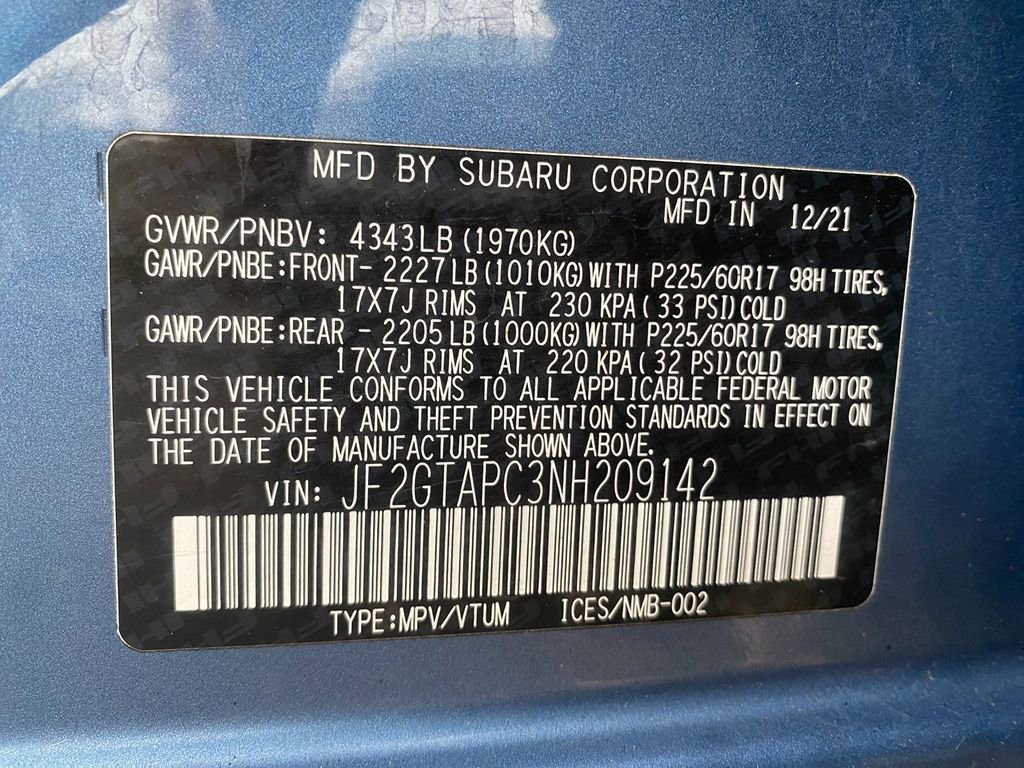 MFD BY SUBARU CORPORATION
MFD IN 12/21
GVWR/PNBV: 4343LB (1970KG)
GAWR/PNBE:FRONT- 2227LB (1010KG) WITH P225/60R17 98H TIRES,
17X7J RIMS AT 230 KPA ( 33 PSI) COLD
GAWR/PNBE:REAR - 2205LB (1000KG) WITH P225/60R17 98H TIRES,
17X7J RIMS AT 220 KPA ( 32 PSI) COLD
THIS VEHICLE CONFORMS TO ALL APPLICABLE FEDERAL MOTOR
VEHICLE SAFETY AND THEFT PREVENTION STANDARDS IN EFFECT ON
THE DATE OF MANUFACTURE SHOWN ABOVE.
VIN: JF2GTAPC3NH209142
TYPE:MPV/VTUM ICES/NMB-002